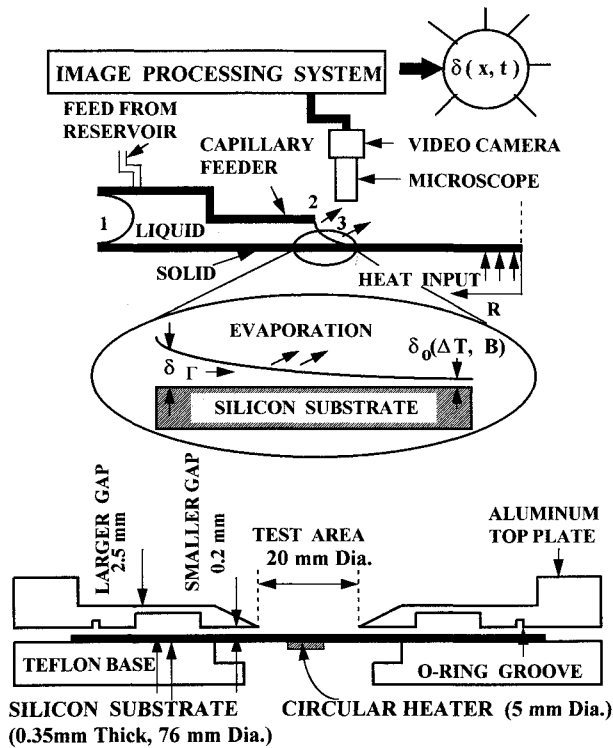 IMAGE PROCESSING SYSTEM
δ ( x, t )
FEED FROM
RESERVOIR
CAPILLARY
FEEDER
VIDEO CAMERA
MICROSCOPE
2
3
1
LIQUID
SOLID
HEAT INPUT
R
EVAPORATION
δo(ΔT, B)
δ Γ
SILICON SUBSTRATE
LARGER GAP
2.5 mm
SMALLER GAP
0.2 mm
TEST AREA
20 mm Dia.
ALUMINUM
TOP PLATE
TEFLON BASE
O-RING GROOVE
SILICON SUBSTRATE
(0.35mm Thick, 76 mm Dia.)
CIRCULAR HEATER (5 mm Dia.)